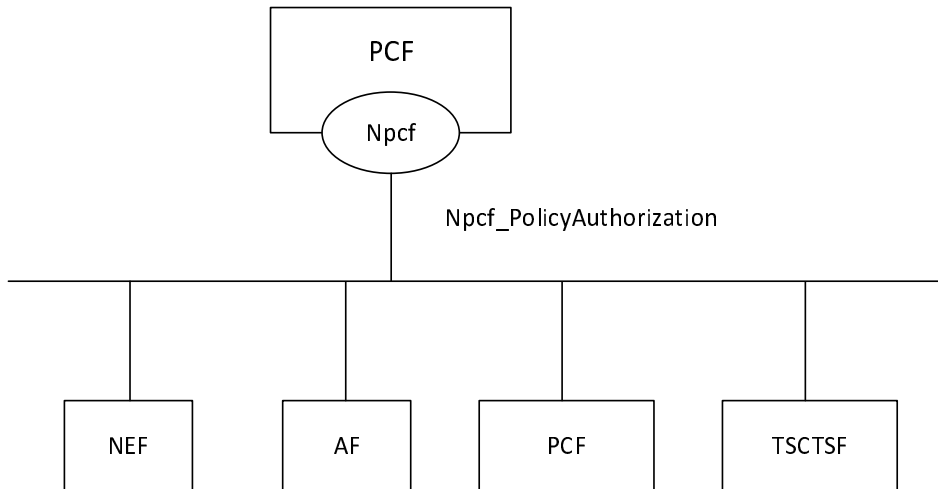 PCF
Npcf
Npcf_PolicyAuthorization
NEF
AF
PCF
TSCTSF